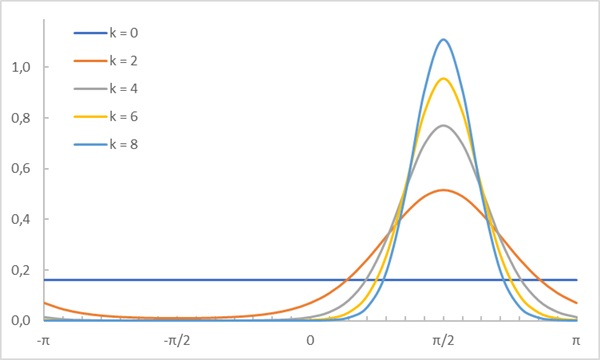 k = 0
k = 2
k = 4
k = 6
k = 8
1,0
0,8
0,6
0,4
0,2
0,0
-π -π/2 0 π/2 π